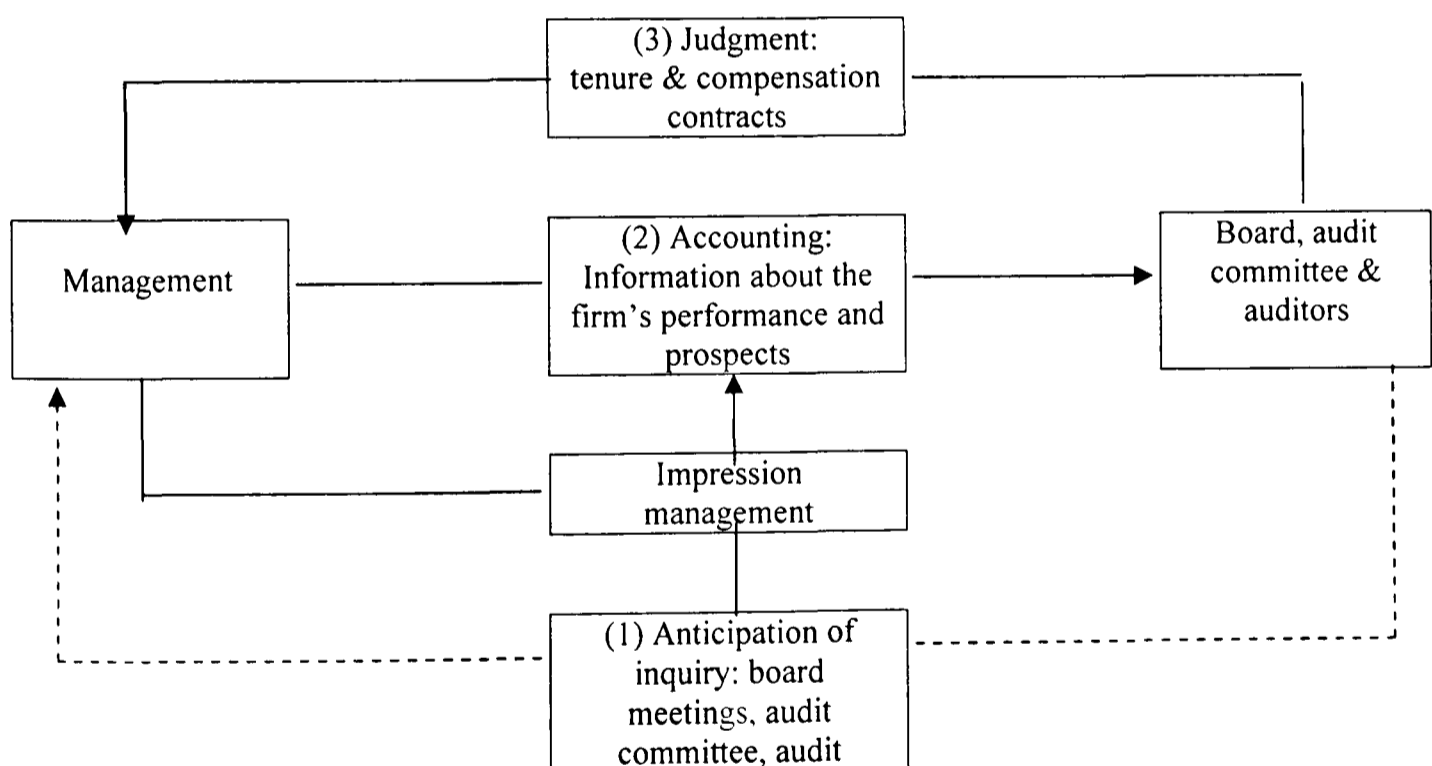 (3) Judgment:
tenure & compensation
contracts
Management
(2) Accounting:
Information about the
firm's performance and
prospects
Board, audit
committee &
auditors
Impression
management
(1) Anticipation of
inquiry: board
meetings, audit
committee, audit